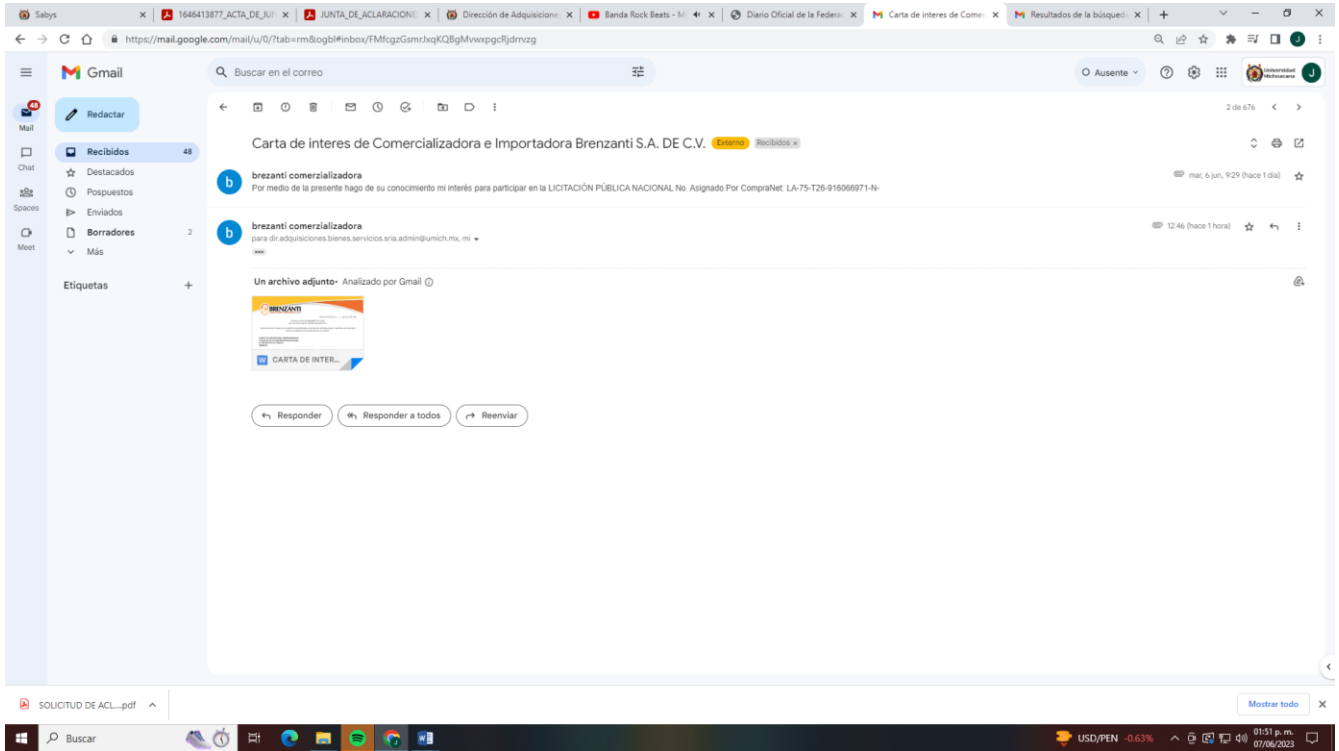 Sabys
1646413877_ACTA_DE_JUN
JUNTA_DE_ACLARACIONE
Dirección de Adquisicione
Banda Rock Beats - M
Diario Oficial de la Federac
Carta de interes de Comer
Resultados de la búsqueda
https://mail.google.com/mail/u/0/?tab=rm&ogbl#inbox/FMfcgzGsmrJxqKQBgMvwxpgcRjdrrvzg
J
Gmail
Buscar en el correo
Ausente
Universidad
Michoacana
J
48
Mail
Chat
Spaces
Meet
Redactar
Recibidos 48
Destacados
Pospuestos
Enviados
Borradores 2
Más
Etiquetas
2 de 676
Carta de interes de Comercializadora e Importadora Brenzanti S.A. DE C.V. Externo Recibidos x
b
brezanti comerzializadora
mar, 6 jun, 9:29 (hace 1 día)
Por medio de la presente hago de su conocimiento mi interés para participar en la LICITACIÓN PÚBLICA NACIONAL No. Asignado Por CompraNet: LA-75-T26-916066971-N-
b
brezanti comerzializadora
12:46 (hace 1 hora)
para dir.adquisiciones.bienes.servicios.sria.admin@umich.mx, mi
Un archivo adjunto• Analizado por Gmail
BRENZANTI
W CARTA DE INTER...
Responder
Responder a todos
Reenviar
SOLICITUD DE ACL....pdf
Mostrar todo
Buscar
USD/PEN -0.63%
01:51 p. m.
07/06/2023